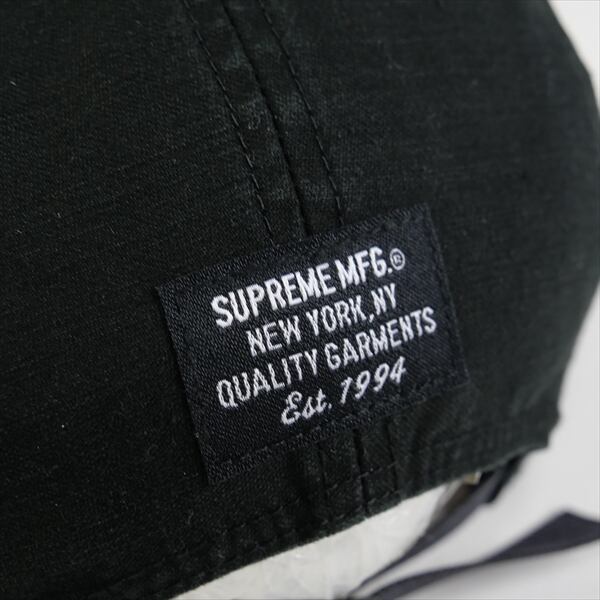 SUPREME MFG.®
NEW YORK, NY
QUALITY GARMENTS
Est. 1994